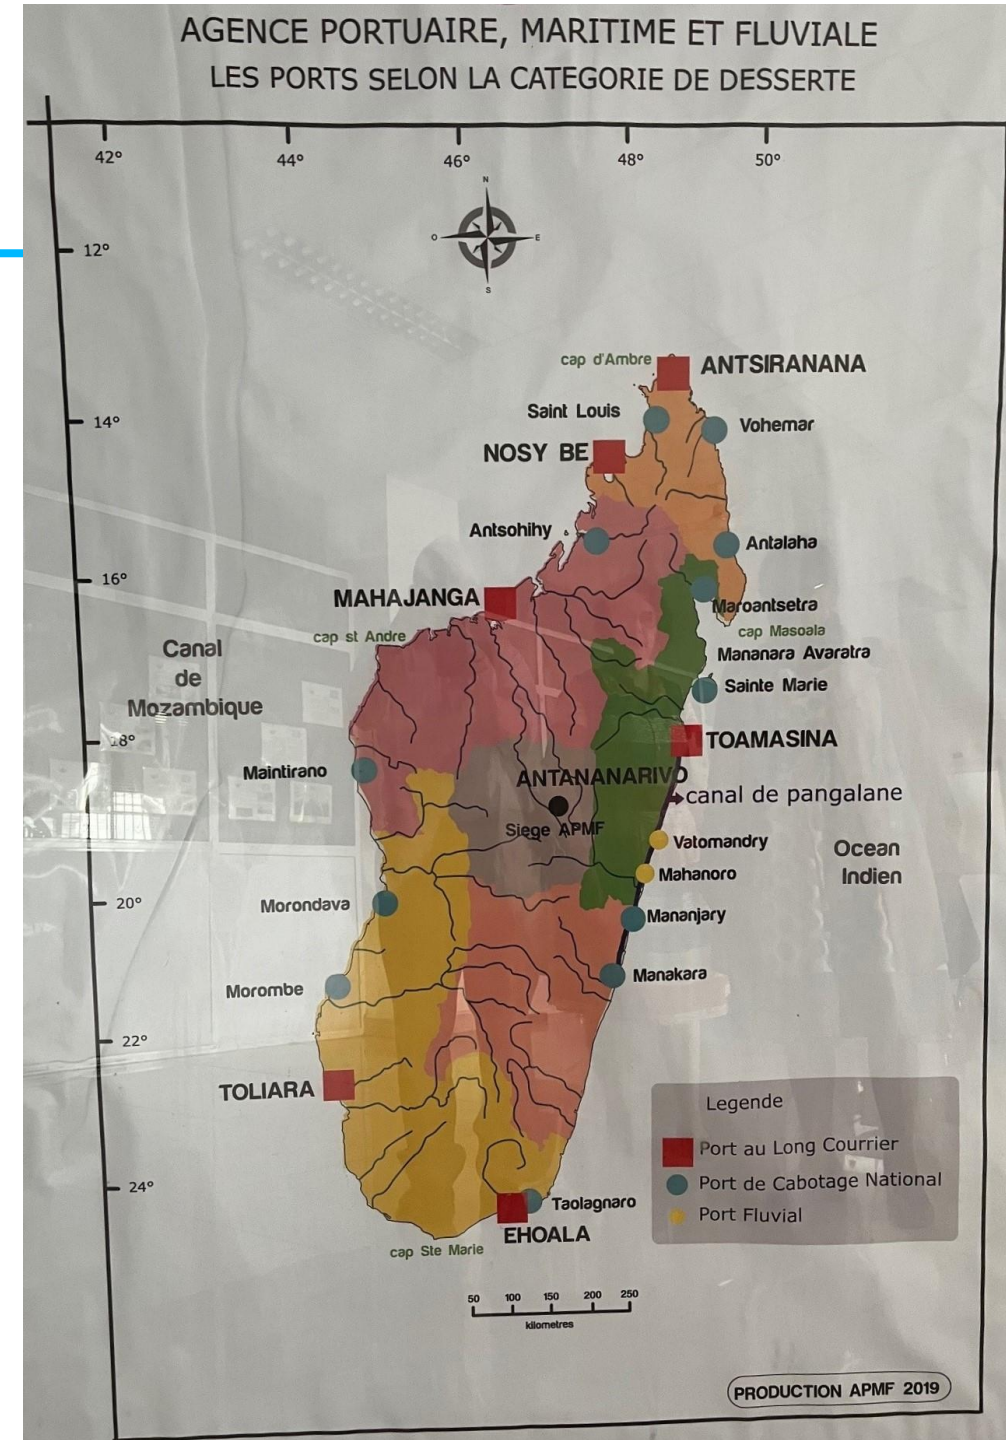 AGENCE PORTUAIRE, MARITIME ET FLUVIALE
LES PORTS SELON LA CATEGORIE DE DESSERTE
42° 44° 46° 48° 50°
N
O E
S
12°
cap d'Ambre ANTSIRANANA
Saint Louis
14° Vohemar
NOSY BE
Antsohihy Antalaha
16°
MAHAJANGA Maroantsetra
cap st Andre cap Masoala
Canal
de
Mozambique
Mananara Avaratra
Sainte Marie
18° TOAMASINA
Maintirano ANTANANARIVO
canal de pangalane
Siege APMF
Vatomandry
Ocean
Indien
Mahanoro
20° Morondava Mananjary
Morombe Manakara
22°
TOLIARA
Legende
Port au Long Courrier
Port de Cabotage National
Port Fluvial
24° Taolagnaro
EHOALA
cap Ste Marie
50 100 150 200 250
kilometres
PRODUCTION APMF 2019